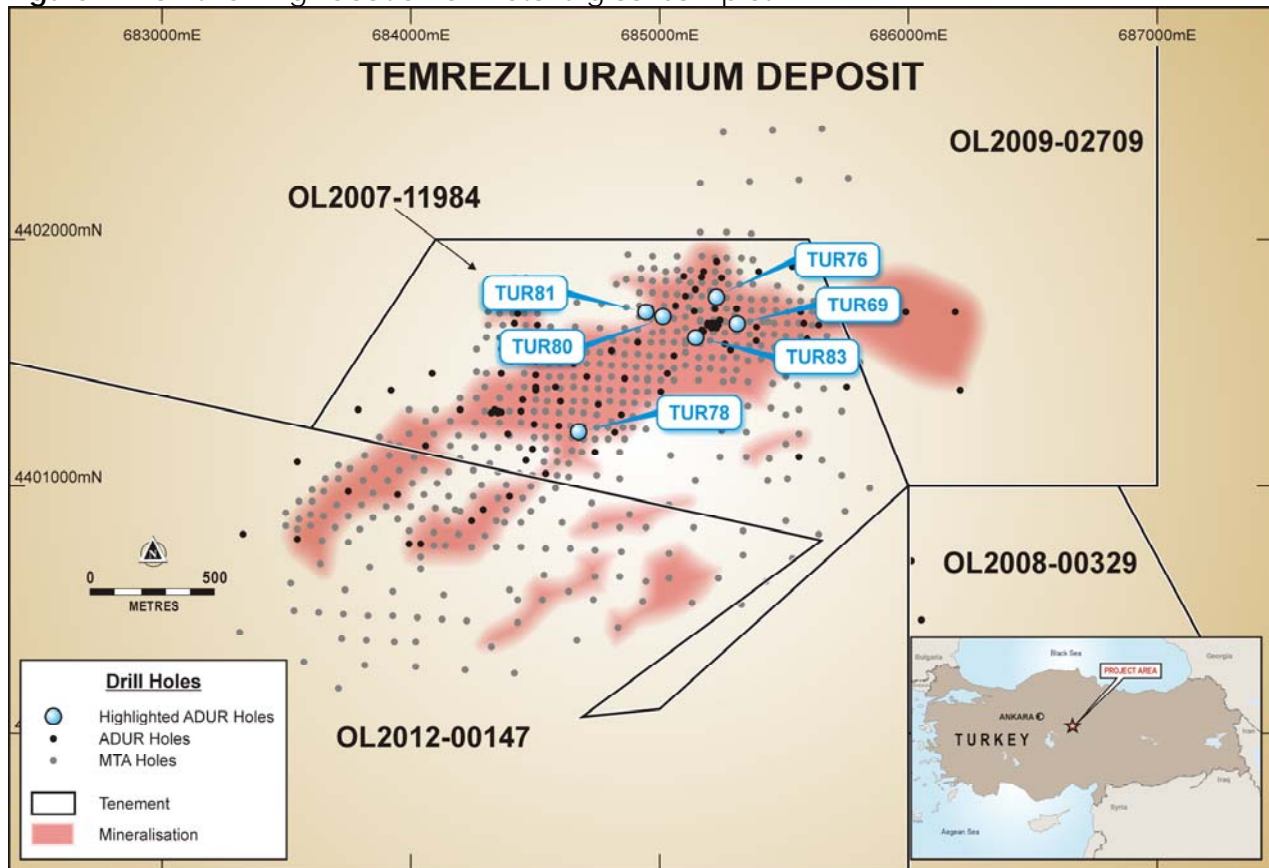 683000mE 684000mE 685000mE 686000mE 687000mE
TEMREZLI URANIUM DEPOSIT
OL2009-02709
OL2007-11984
4402000mN
TUR76
TUR81
TUR69
TUR80
TUR83
TUR78
4401000mN
N
OL2008-00329
0 500
METRES
OL2012-00147
Drill Holes
Highlighted ADUR Holes
ADUR Holes
MTA Holes
Tenement
Mineralisation
Bulgaria
Black Sea
Georgia
PROJECT AREA
ANKARA
TURKEY
Iran
Iraq
Syria
Aegean Sea